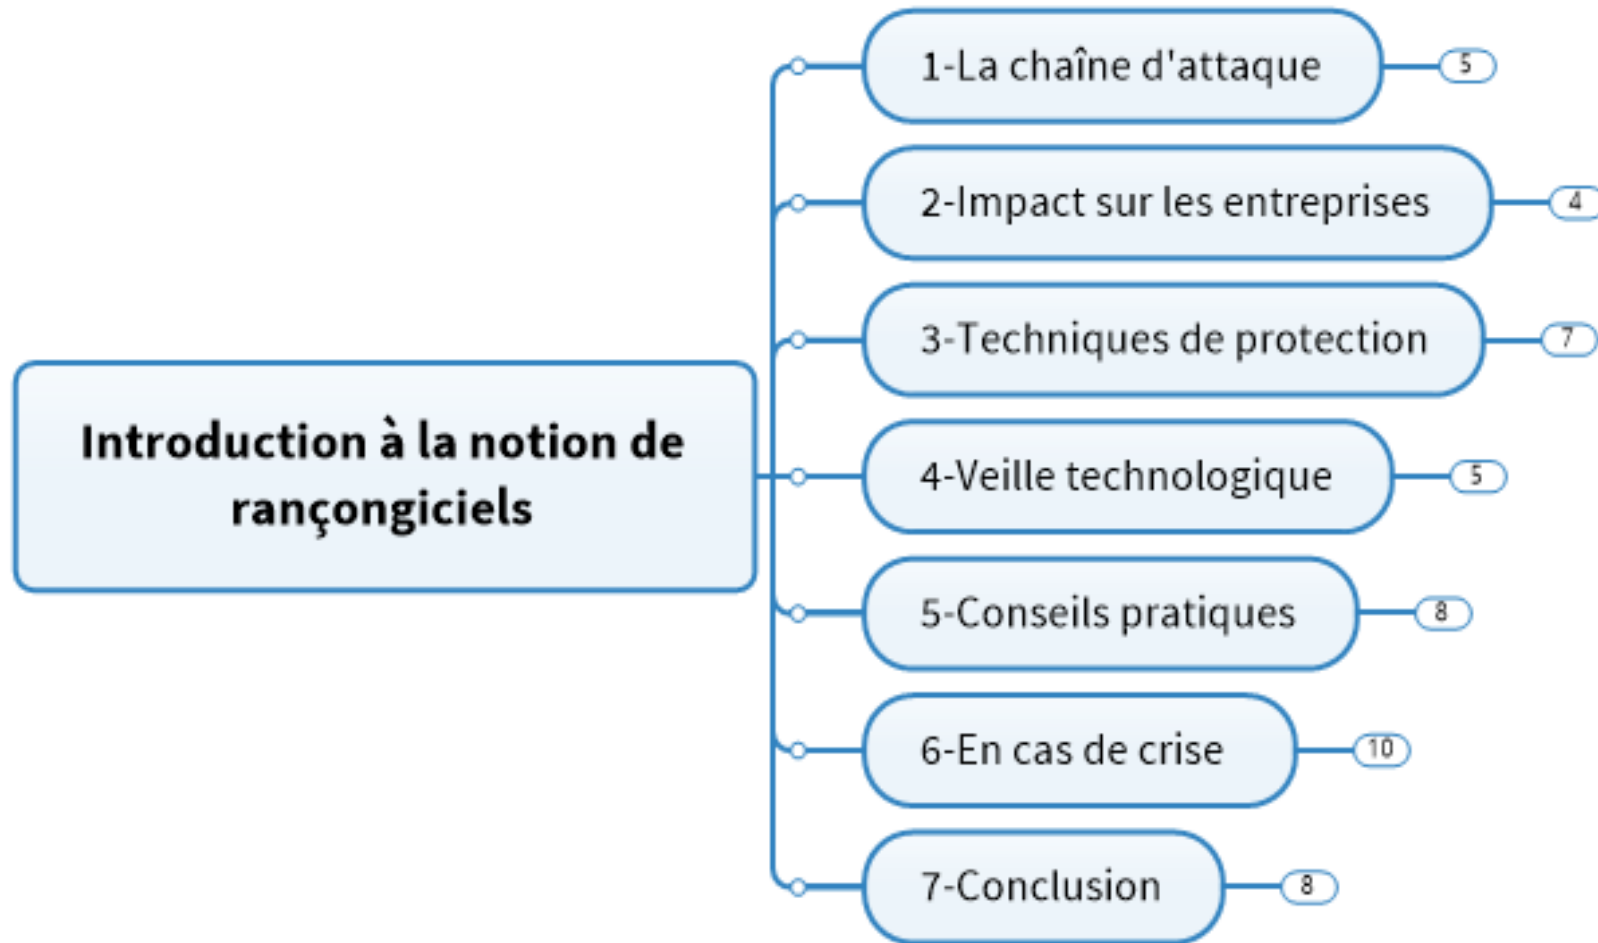 1-La chaîne d'attaque
5
2-Impact sur les entreprises
4
3-Techniques de protection
7
Introduction à la notion de
rançongiciels
4-Veille technologique
5
5-Conseils pratiques
8
6-En cas de crise
10
7-Conclusion
8